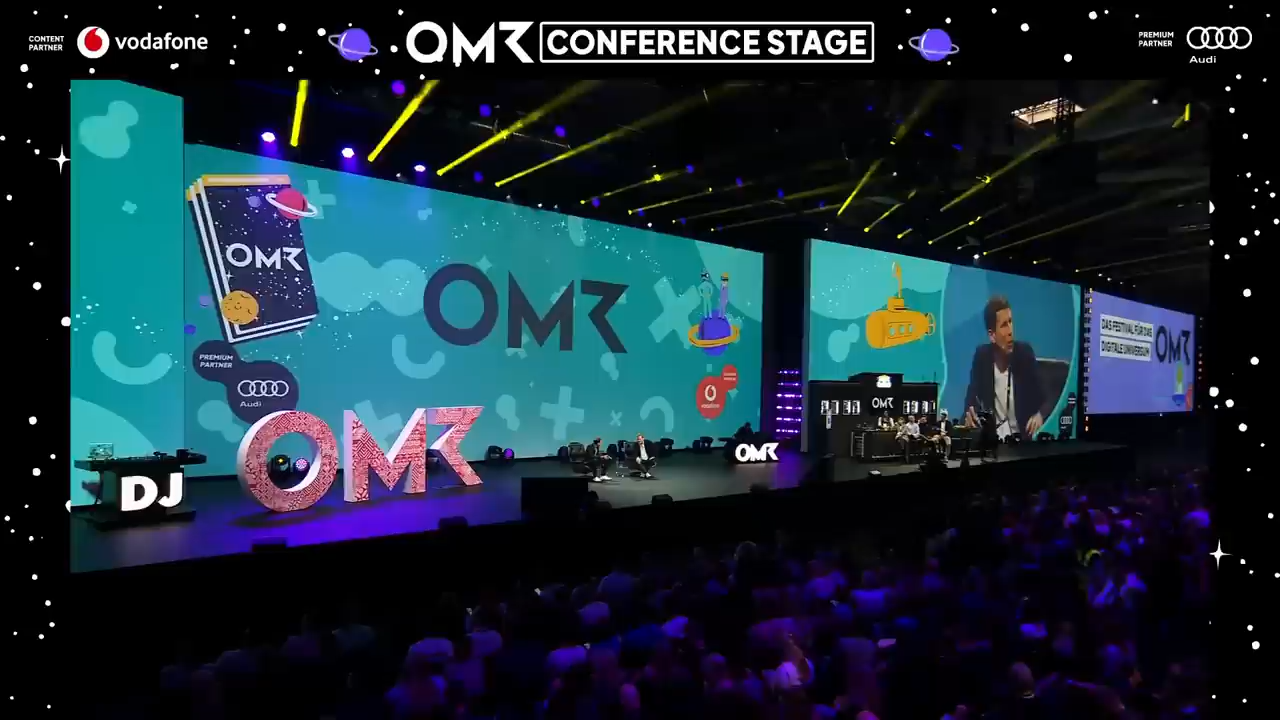 CONTENT
PARTNER
vodafone
OMR CONFERENCE STAGE
PREMIUM
PARTNER
Audi
OMR
OMR
PREMIUM
PARTNER
Audi
OMR
DJ
OMR
OMR
DAS FESTIVAL FÜR DAS
DIGITALE UNIVERSUM
OMR